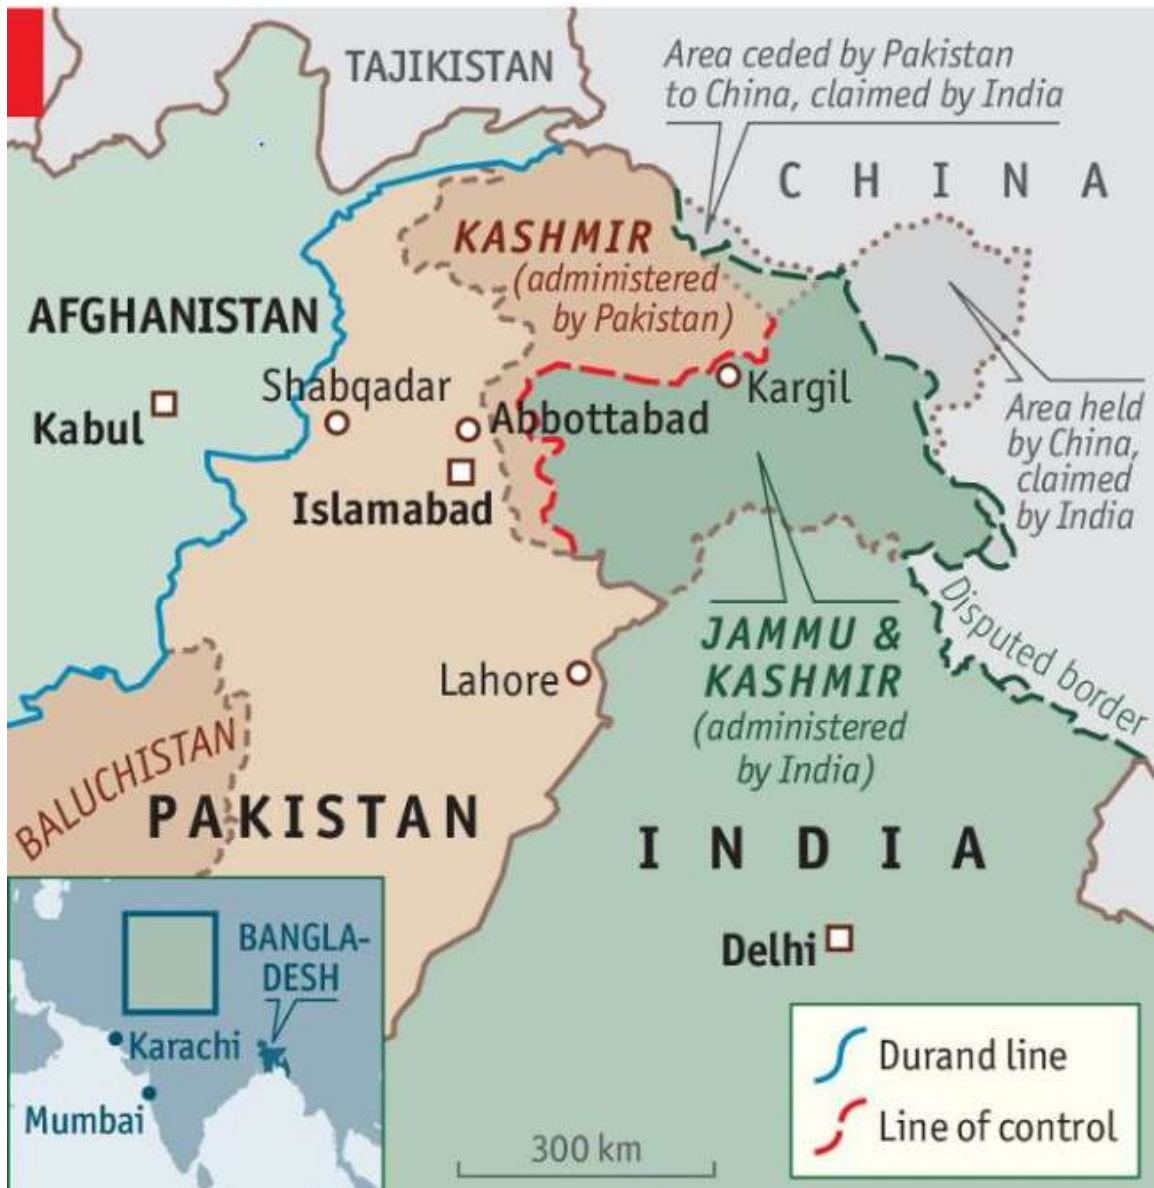 TAJIKISTAN
Area ceded by Pakistan
to China, claimed by India
CHINA
KASHMIR
(administered
by Pakistan)
AFGHANISTAN
Shabqadar
Kargil
Kabul
Abbottabad
Area held
by China,
claimed
by India
Islamabad
Disputed border
JAMMU &
KASHMIR
(administered
by India)
Lahore
BALUCHISTAN
PAKISTAN
INDIA
Delhi
BANGLA-
DESH
Karachi
Mumbai
Durand line
Line of control
300 km